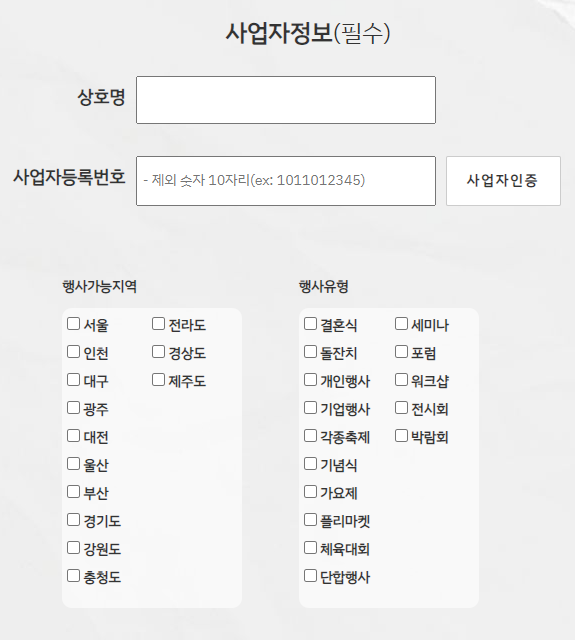 사업자정보(필수)
상호명
사업자등록번호
- 제외 숫자 10자리(ex: 1011012345)
사업자인증
행사가능지역
서울
인천
대구
광주
대전
울산
부산
경기도
강원도
충청도
전라도
경상도
제주도
행사유형
결혼식
돌잔치
개인행사
기업행사
각종축제
기념식
가요제
플리마켓
체육대회
단합행사
세미나
포럼
워크샵
전시회
박람회